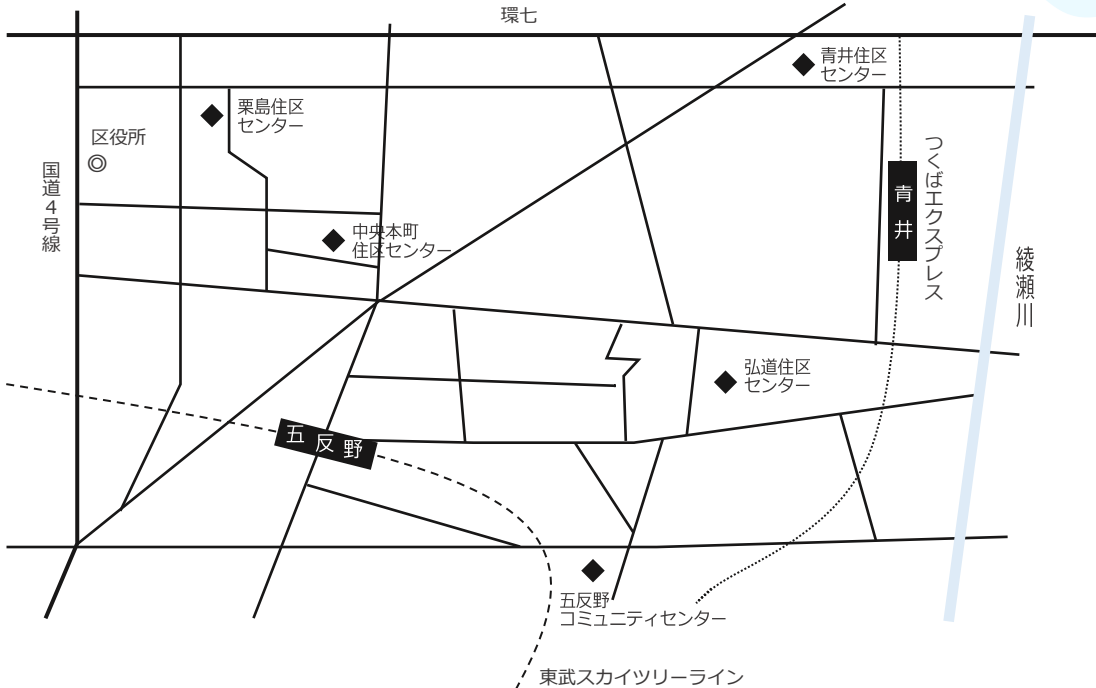 環七
青井住区
センター
栗島住区
センター
区役所
国道4号線
つくばエクスプレス
青井
中央本町
住区センター
綾瀬川
弘道住区
センター
五反野
五反野
コミュニティセンター
東武スカイツリーライン